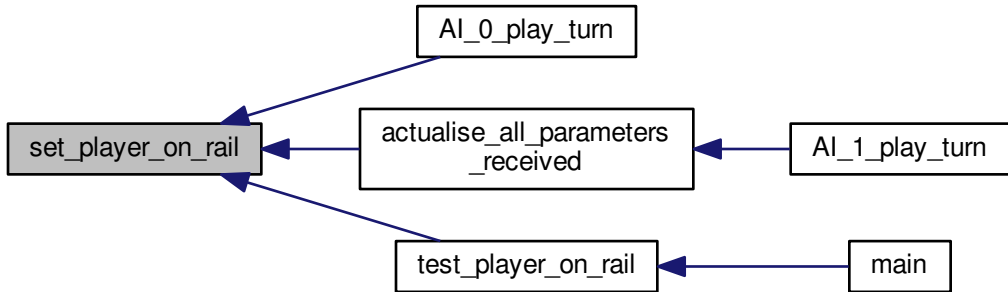 AI_0_play_turn
set_player_on_rail
actualise_all_parameters
_received
AI_1_play_turn
test_player_on_rail
main